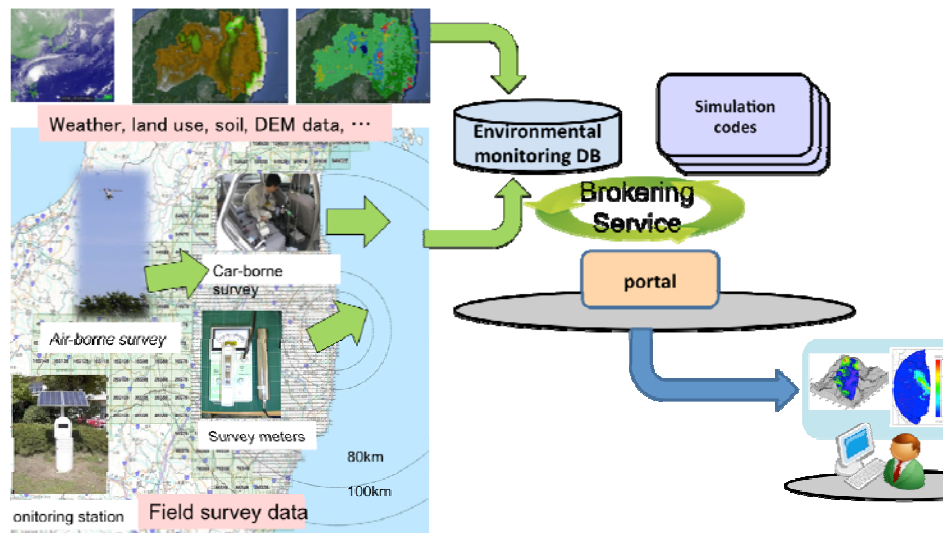 Weather, land use, soil, DEM data, ⋯
Environmental
monitoring DB
Simulation
codes
Brokering
Service
portal
Car-borne
survey
Air-borne survey
Survey meters
80km
100km
onitoring station
Field survey data